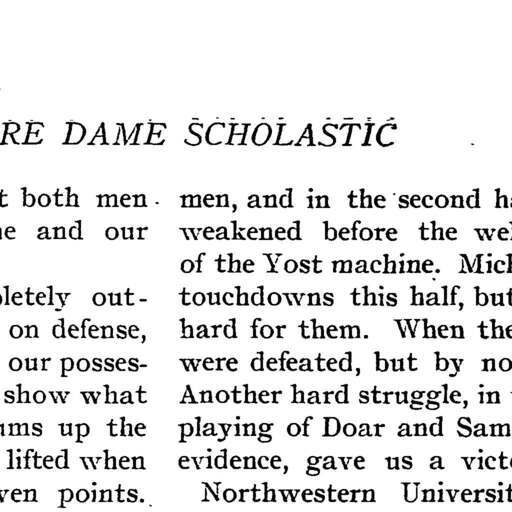 RE DAME SCHOLASTIC
t both men
ne and our
pletely out-
on defense,
our posses-
show what
ums up the
lifted when
ven points.
men, and in the second ha
weakened before the wel
of the Yost machine. Mich
touchdowns this half, but
hard for them. When the
were defeated, but by no
Another hard struggle, in
playing of Doar and Sam
evidence, gave us a victo
Northwestern Universit